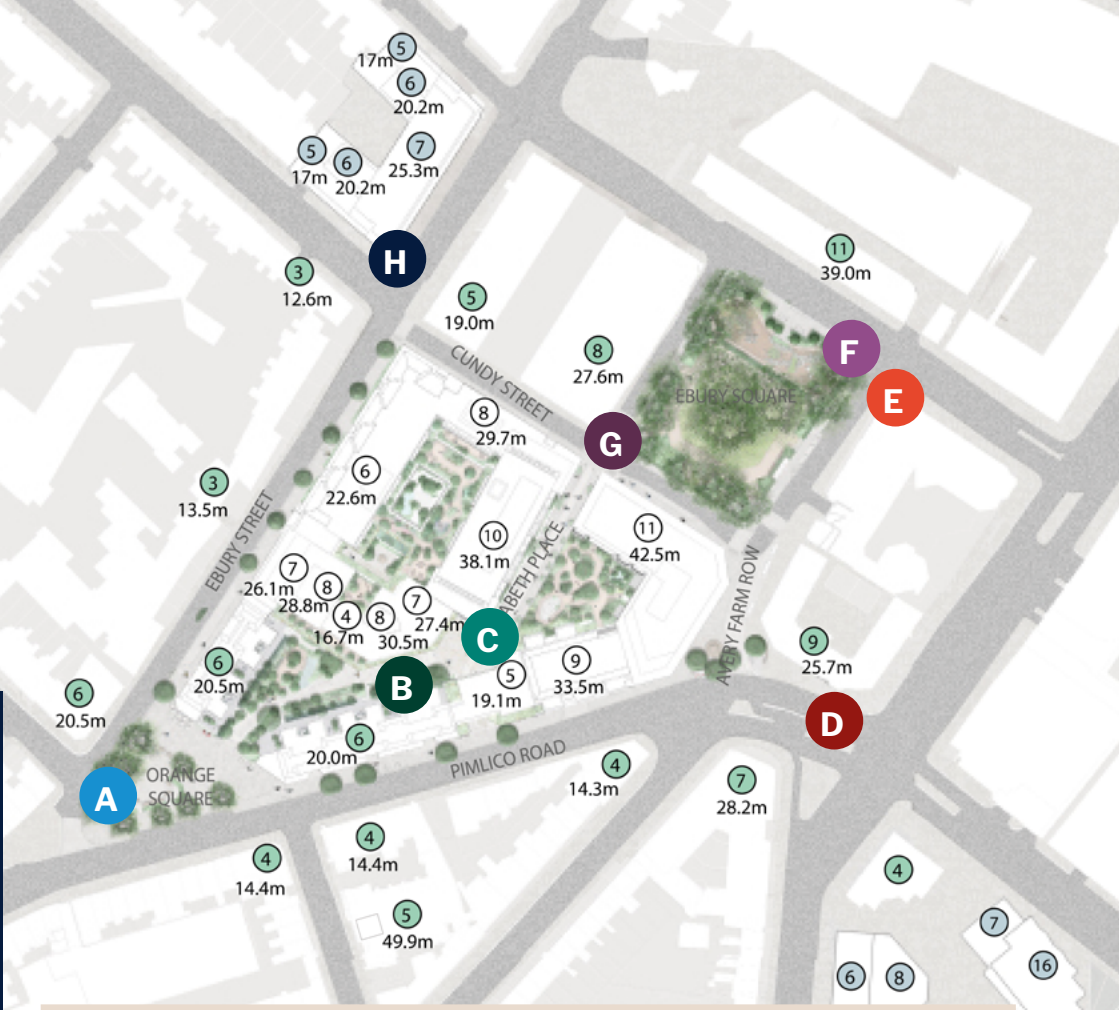 5
17m
6
20.2m
7
25.3m
5
17m
6
20.2m
H
11
39.0m
3
12.6m
5
19.0m
8
27.6m
F
E
CUNDY STREET
EBURY SQUARE
8
29.7m
G
6
22.6m
3
13.5m
EBURY STREET
10
38.1m
11
42.5m
ABETH PLACE
AVERY FARM ROW
7
26.1m
8
28.8m
4
16.7m
8
30.5m
7
27.4m
C
9
25.7m
6
20.5m
B
5
19.1m
9
33.5m
6
20.5m
D
6
20.0m
PIMLICO ROAD
A
ORANGE
SQUARE
4
14.3m
7
28.2m
4
14.4m
4
14.4m
4
5
49.9m
7
16
6
8